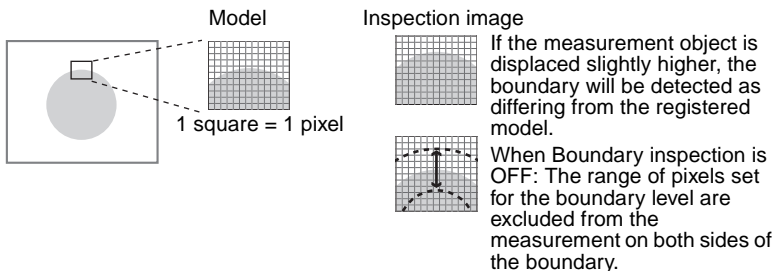 Model
1 square = 1 pixel
Inspection image
If the measurement object is
displaced slightly higher, the
boundary will be detected as
differing from the registered
model.
When Boundary inspection is
OFF: The range of pixels set
for the boundary level are
excluded from the
measurement on both sides of
the boundary.